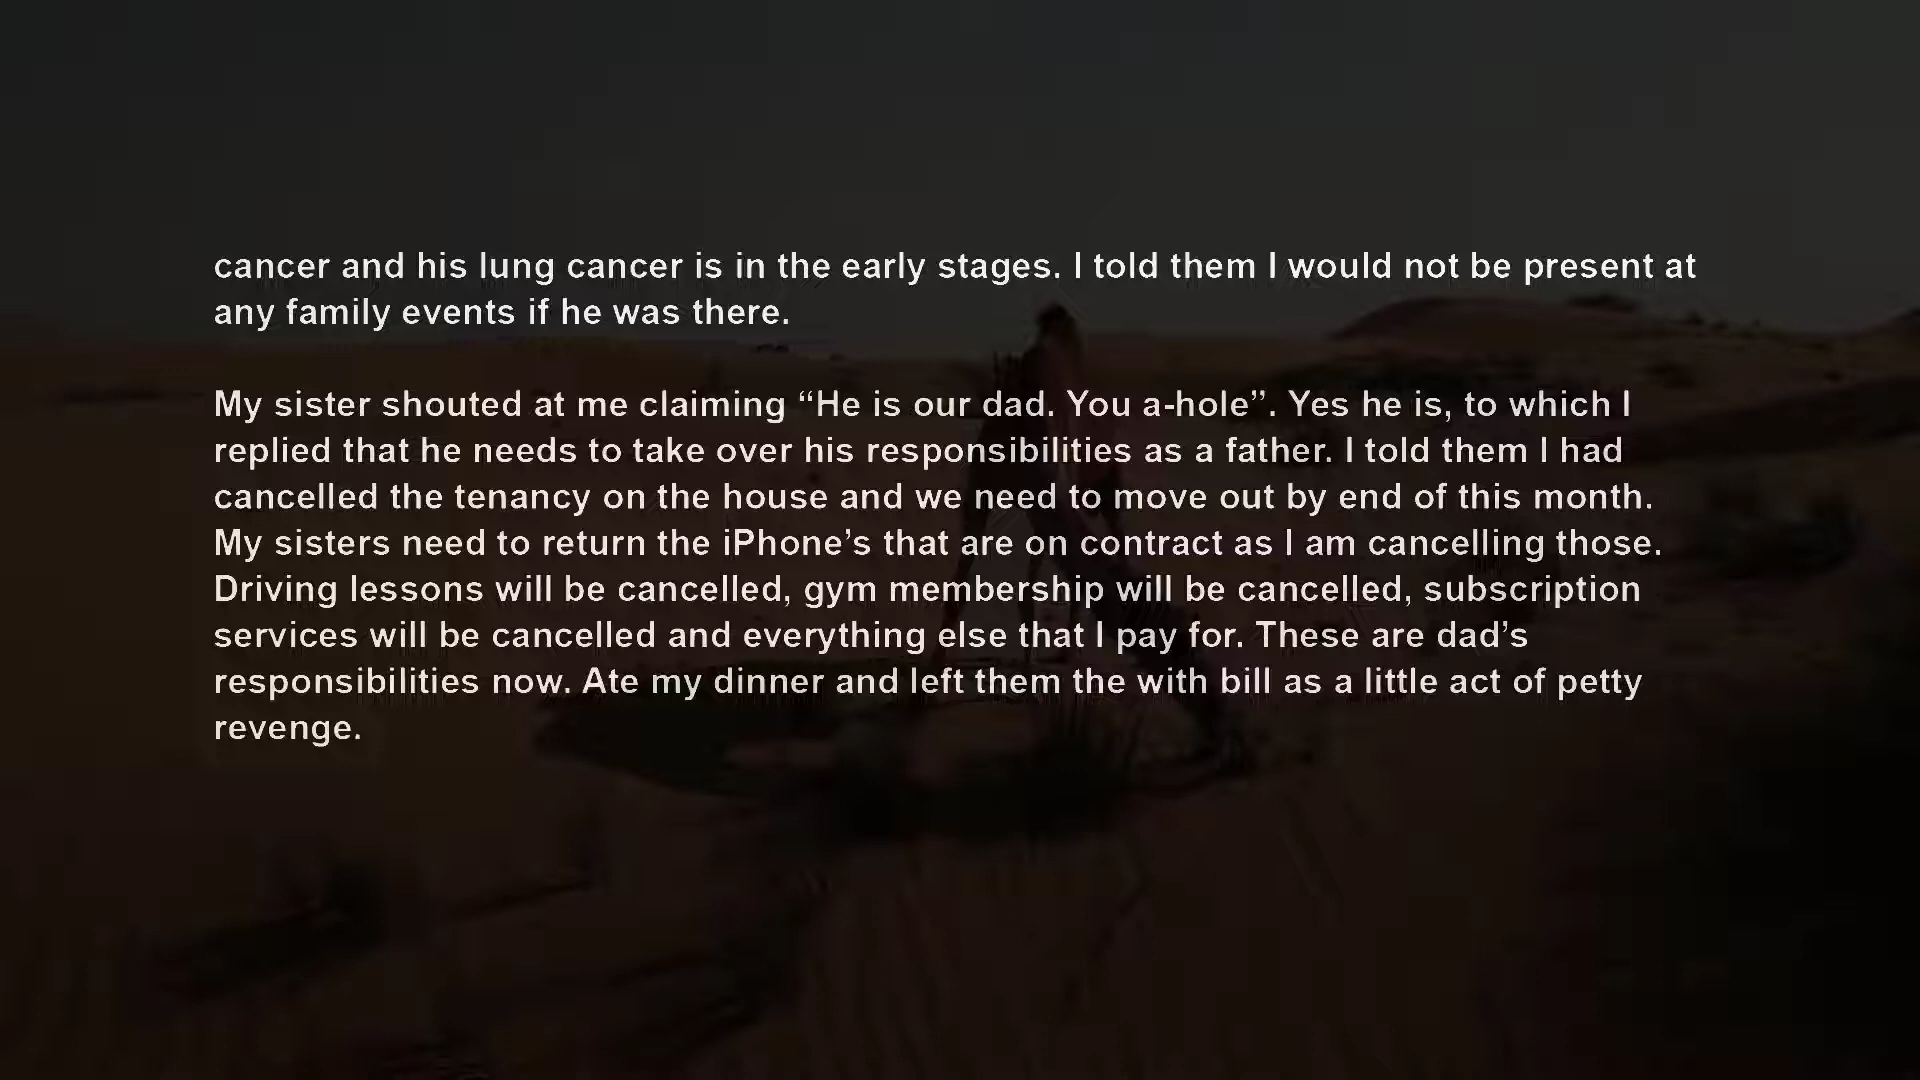 cancer and his lung cancer is in the early stages. I told them I would not be present at
any family events if he was there.
My sister shouted at me claiming “He is our dad. You a-hole”. Yes he is, to which I
replied that he needs to take over his responsibilities as a father. I told them I had
cancelled the tenancy on the house and we need to move out by end of this month.
My sisters need to return the iPhone’s that are on contract as I am cancelling those.
Driving lessons will be cancelled, gym membership will be cancelled, subscription
services will be cancelled and everything else that I pay for. These are dad’s
responsibilities now. Ate my dinner and left them the with bill as a little act of petty
revenge.